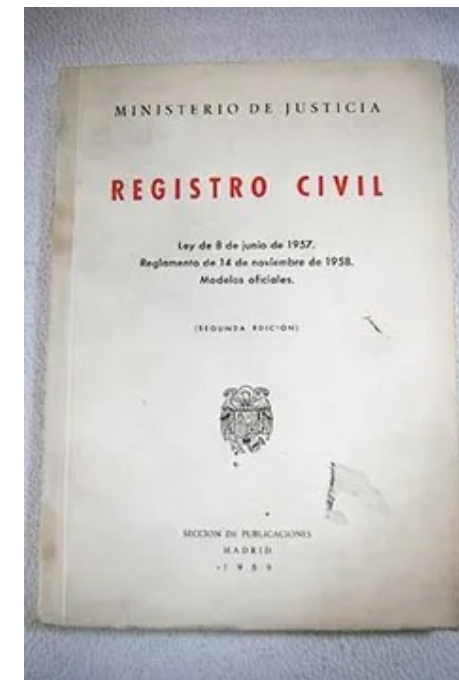 MINISTERIO DE JUSTICIA
REGISTRO CIVIL
Ley de 8 de junio de 1957.
Reglamento de 14 de noviembre de 1958.
Modelos oficiales.
(SEGUNDA EDICION)
SECCION DE PUBLICACIONES
MADRID
1959